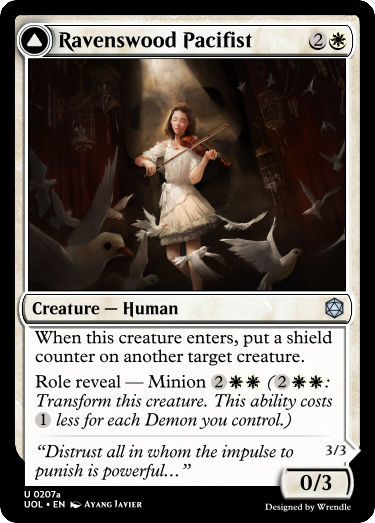 Ravenswood Pacifist 2
Creature — Human
When this creature enters, put a shield
counter on another target creature.
Role reveal — Minion 2 (2:
Transform this creature. This ability costs
1 less for each Demon you control.)
“Distrust all in whom the impulse to
punish is powerful…”
3/3
0/3
U 0207a
UOL • EN Ayang Javier
Designed by Wrendle